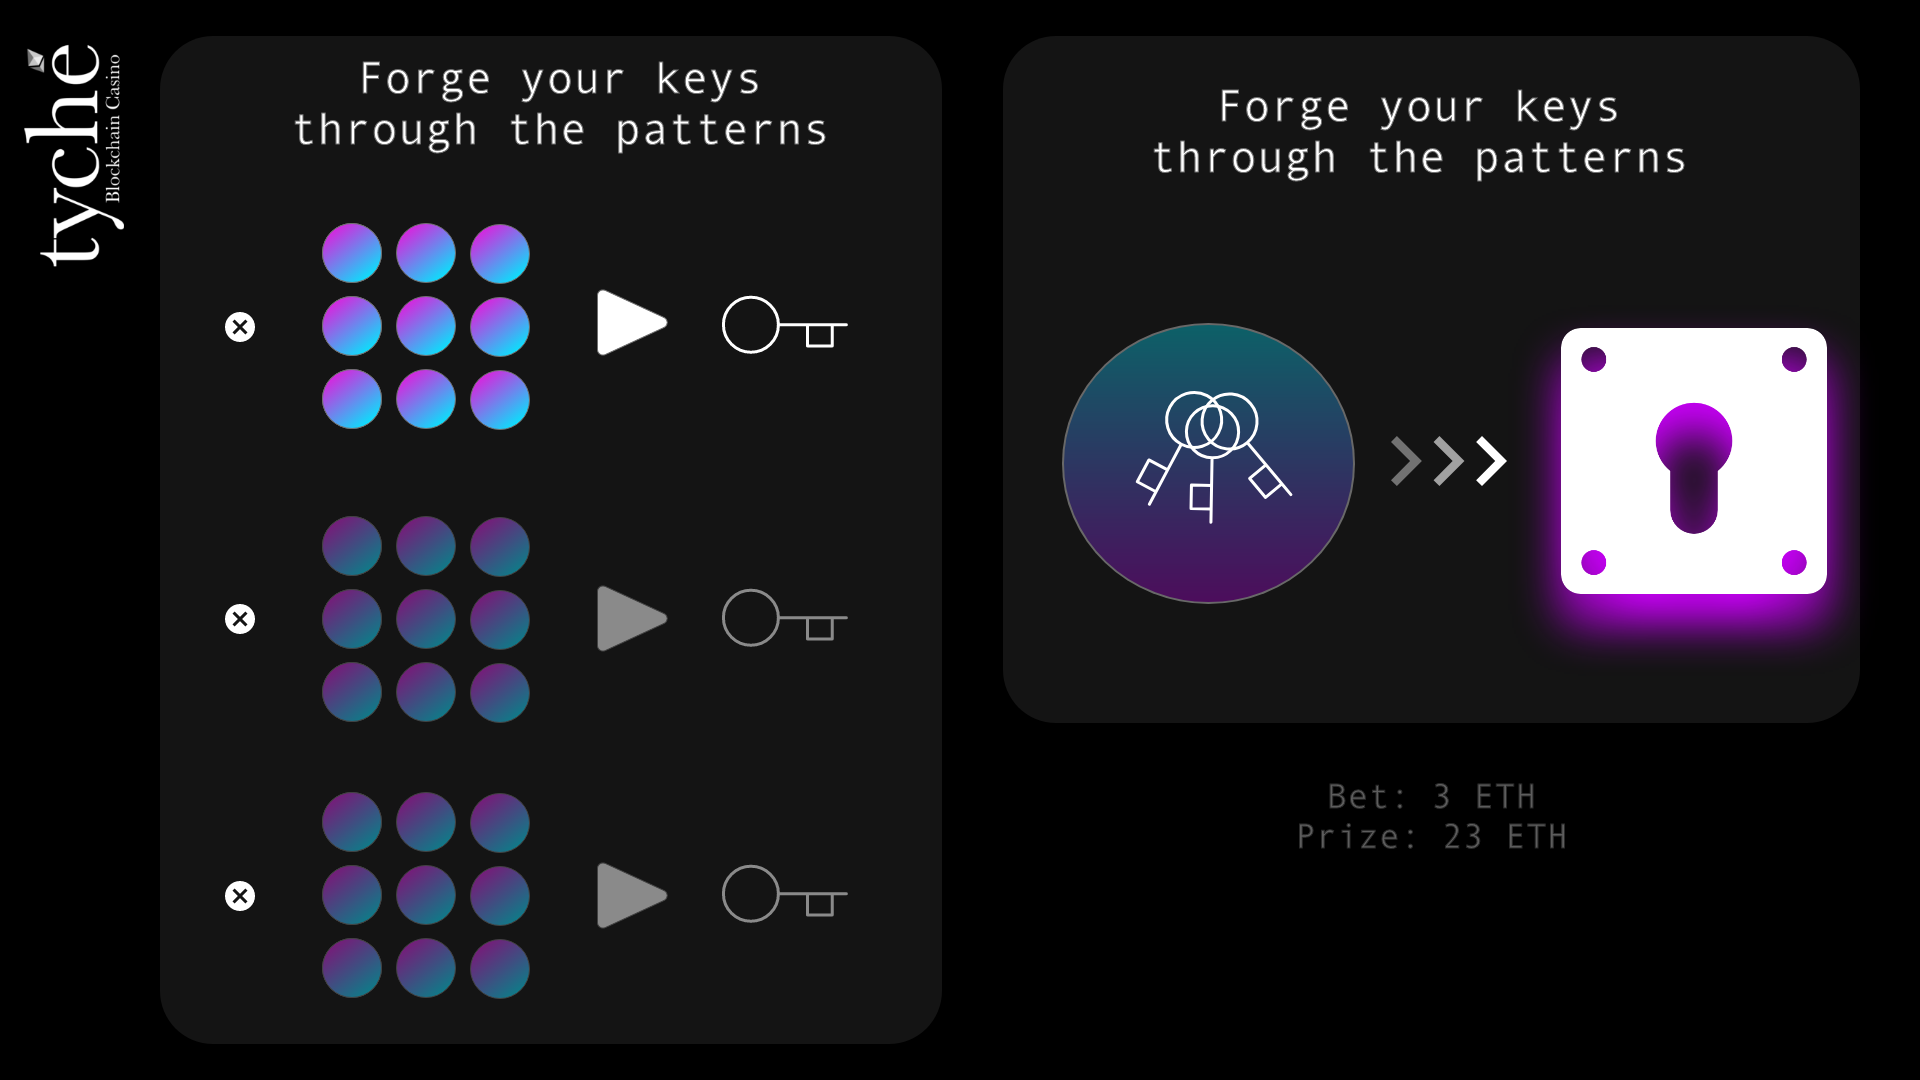 tychē
Blockchain Casino
Forge your keys
through the patterns
Forge your keys
through the patterns
Bet: 3 ETH
Prize: 23 ETH